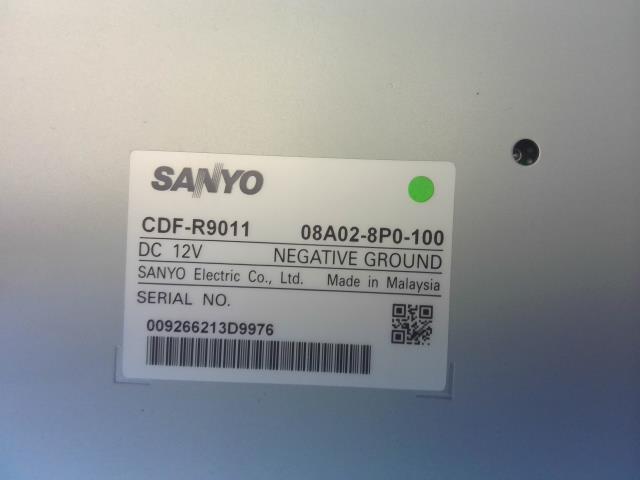 SANYO
CDF-R9011 08A02-8P0-100
DC 12V NEGATIVE GROUND
SANYO Electric Co., Ltd. Made in Malaysia
SERIAL NO.
009266213D9976